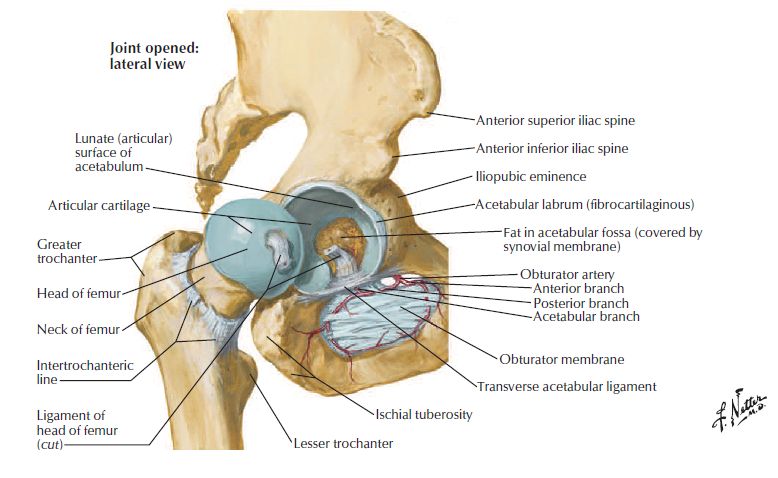 Joint opened:
lateral view
Lunate (articular)
surface of
acetabulum
Articular cartilage
Greater
trochanter
Head of femur
Neck of femur
Intertrochanteric
line
Ligament of
head of femur
(cut)
Anterior superior iliac spine
Anterior inferior iliac spine
Iliopubic eminence
Acetabular labrum (fibrocartilaginous)
Fat in acetabular fossa (covered by
synovial membrane)
Obturator artery
Anterior branch
Posterior branch
Acetabular branch
Obturator membrane
Transverse acetabular ligament
Ischial tuberosity
Lesser trochanter
F. Netter
M.D.